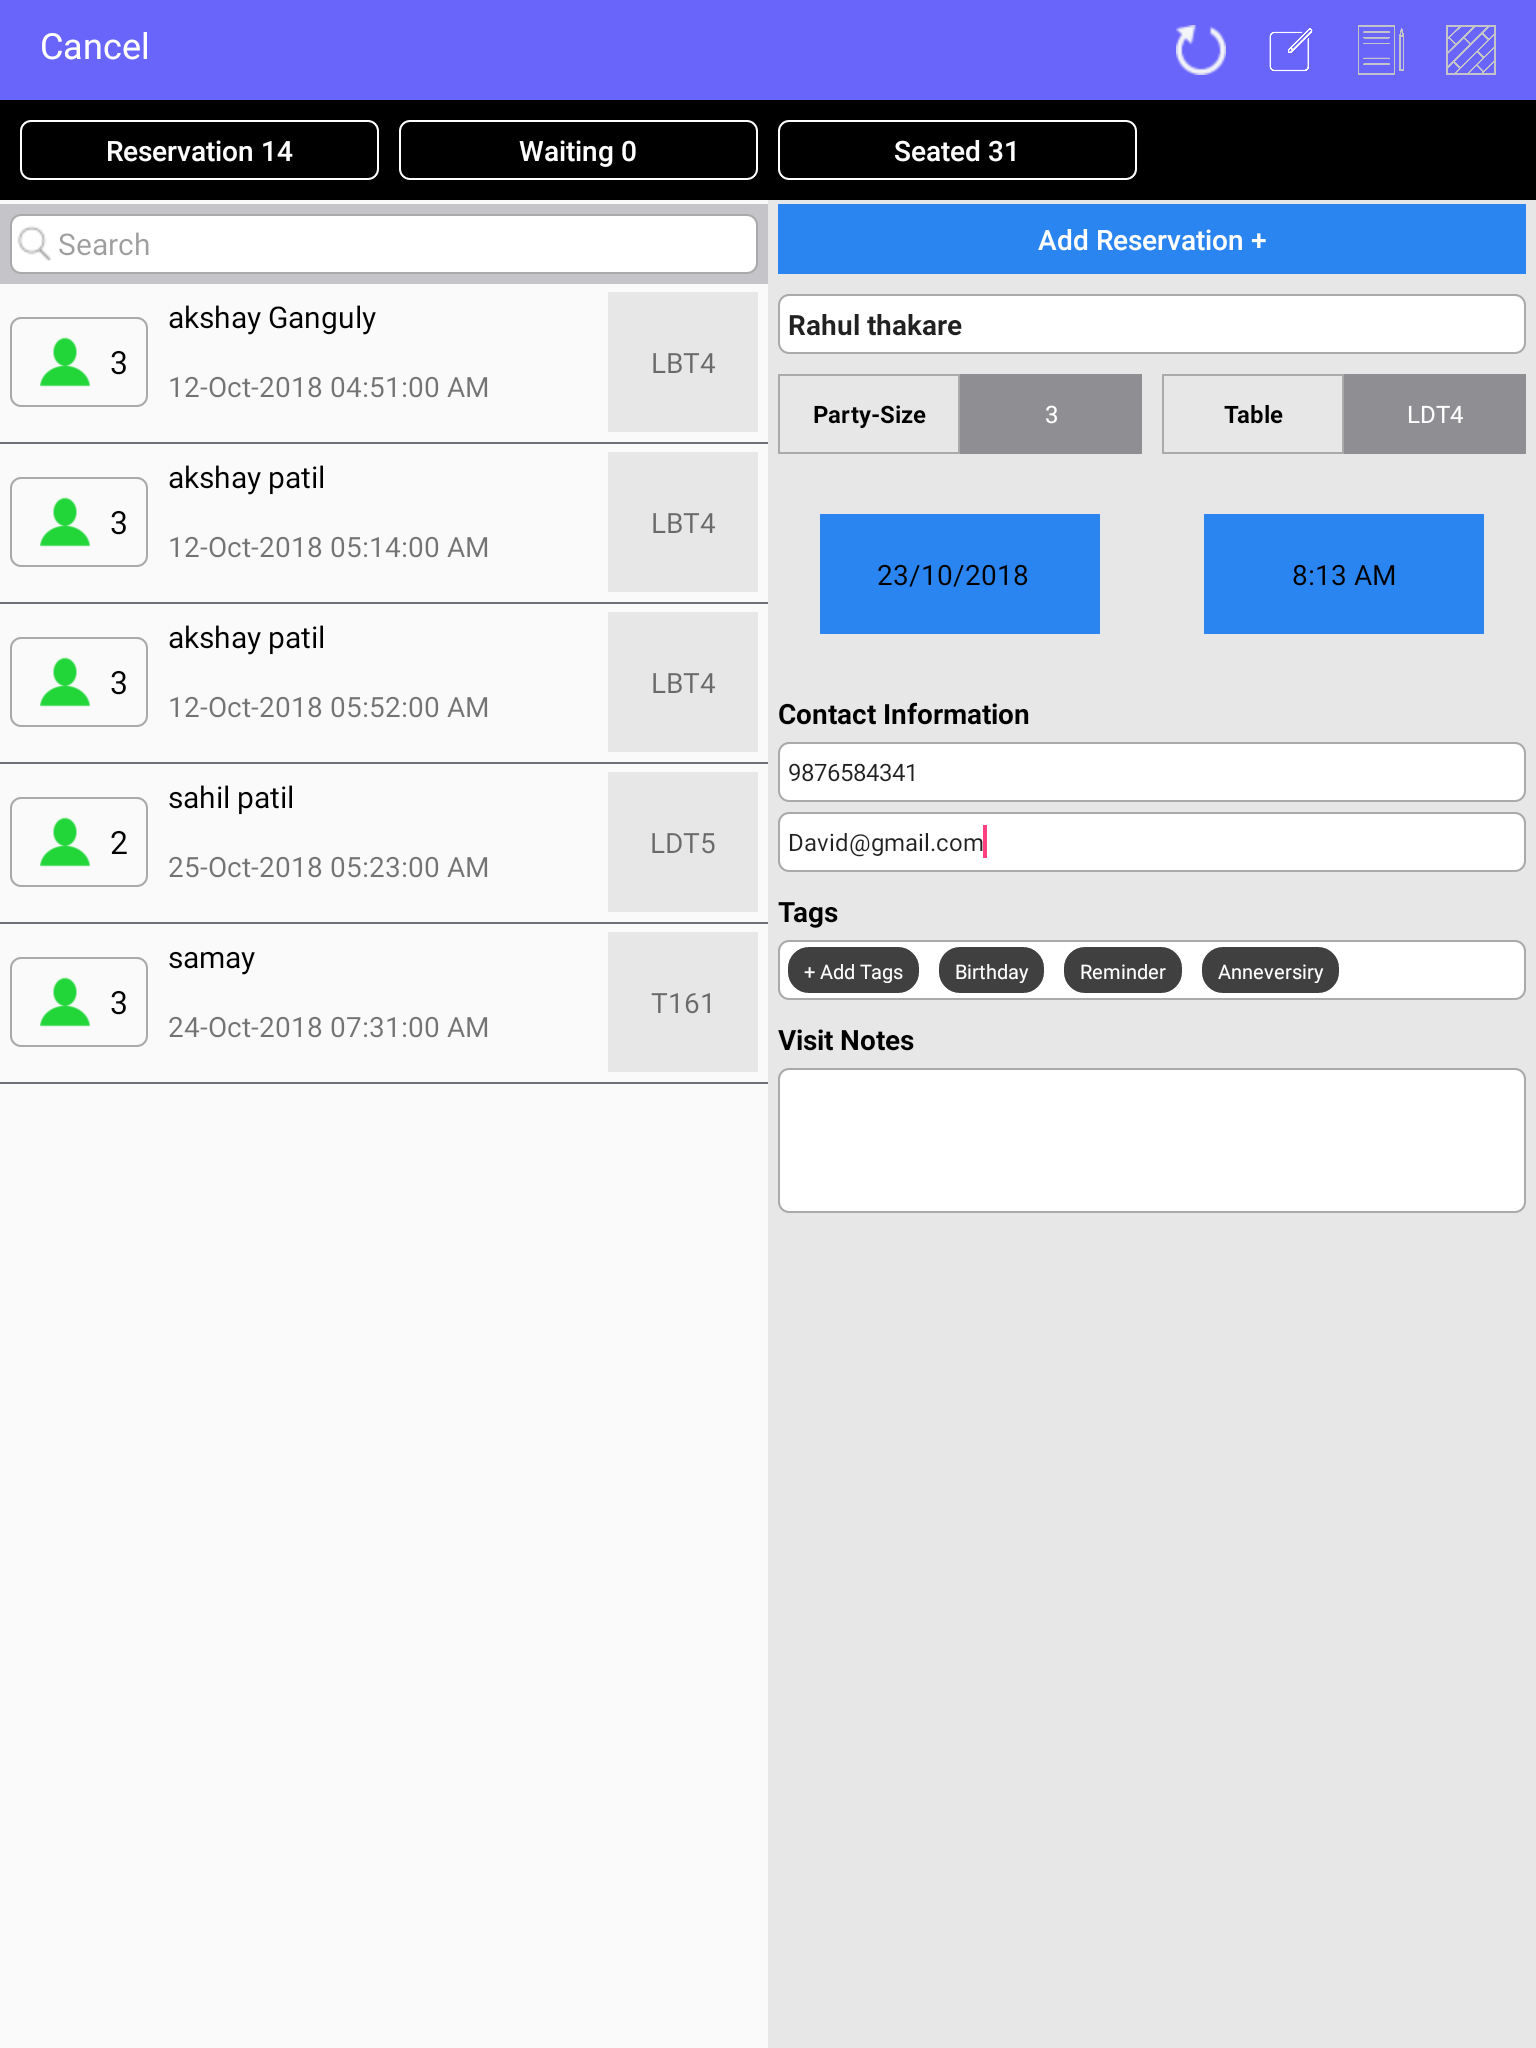 Cancel
Reservation 14
Waiting 0
Seated 31
Search
akshay Ganguly
3
12-Oct-2018 04:51:00 AM
LBT4
akshay patil
3
12-Oct-2018 05:14:00 AM
LBT4
akshay patil
3
12-Oct-2018 05:52:00 AM
LBT4
sahil patil
2
25-Oct-2018 05:23:00 AM
LDT5
samay
3
24-Oct-2018 07:31:00 AM
T161
Add Reservation +
Rahul thakare
Party-Size 3
Table LDT4
23/10/2018
8:13 AM
Contact Information
9876584341
David@gmail.com
Tags
+ Add Tags Birthday Reminder Anneversiry
Visit Notes